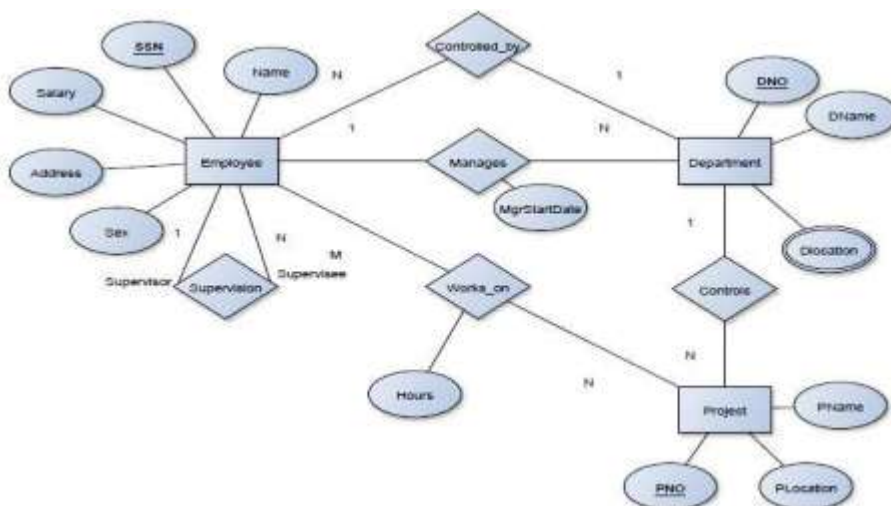 SSN
Controlled_by
Name
N
1
DNO
Salary
DName
1
N
Employee
Manages
Department
Address
MgrStartDate
Sex
1
N
1
Dlocation
M
Supervisor
Supervision
Supervisee
Works_on
Controls
N
Hours
N
Project
PName
PNO
PLocation